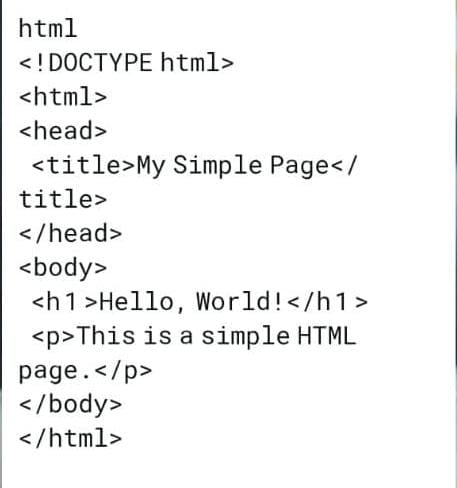 html
<!DOCTYPE html>
<html>
<head>
<title>My Simple Page</
title>
</head>
<body>
<h1>Hello, World!</h1>
<p>This is a simple HTML
page.</p>
</body>
</html>